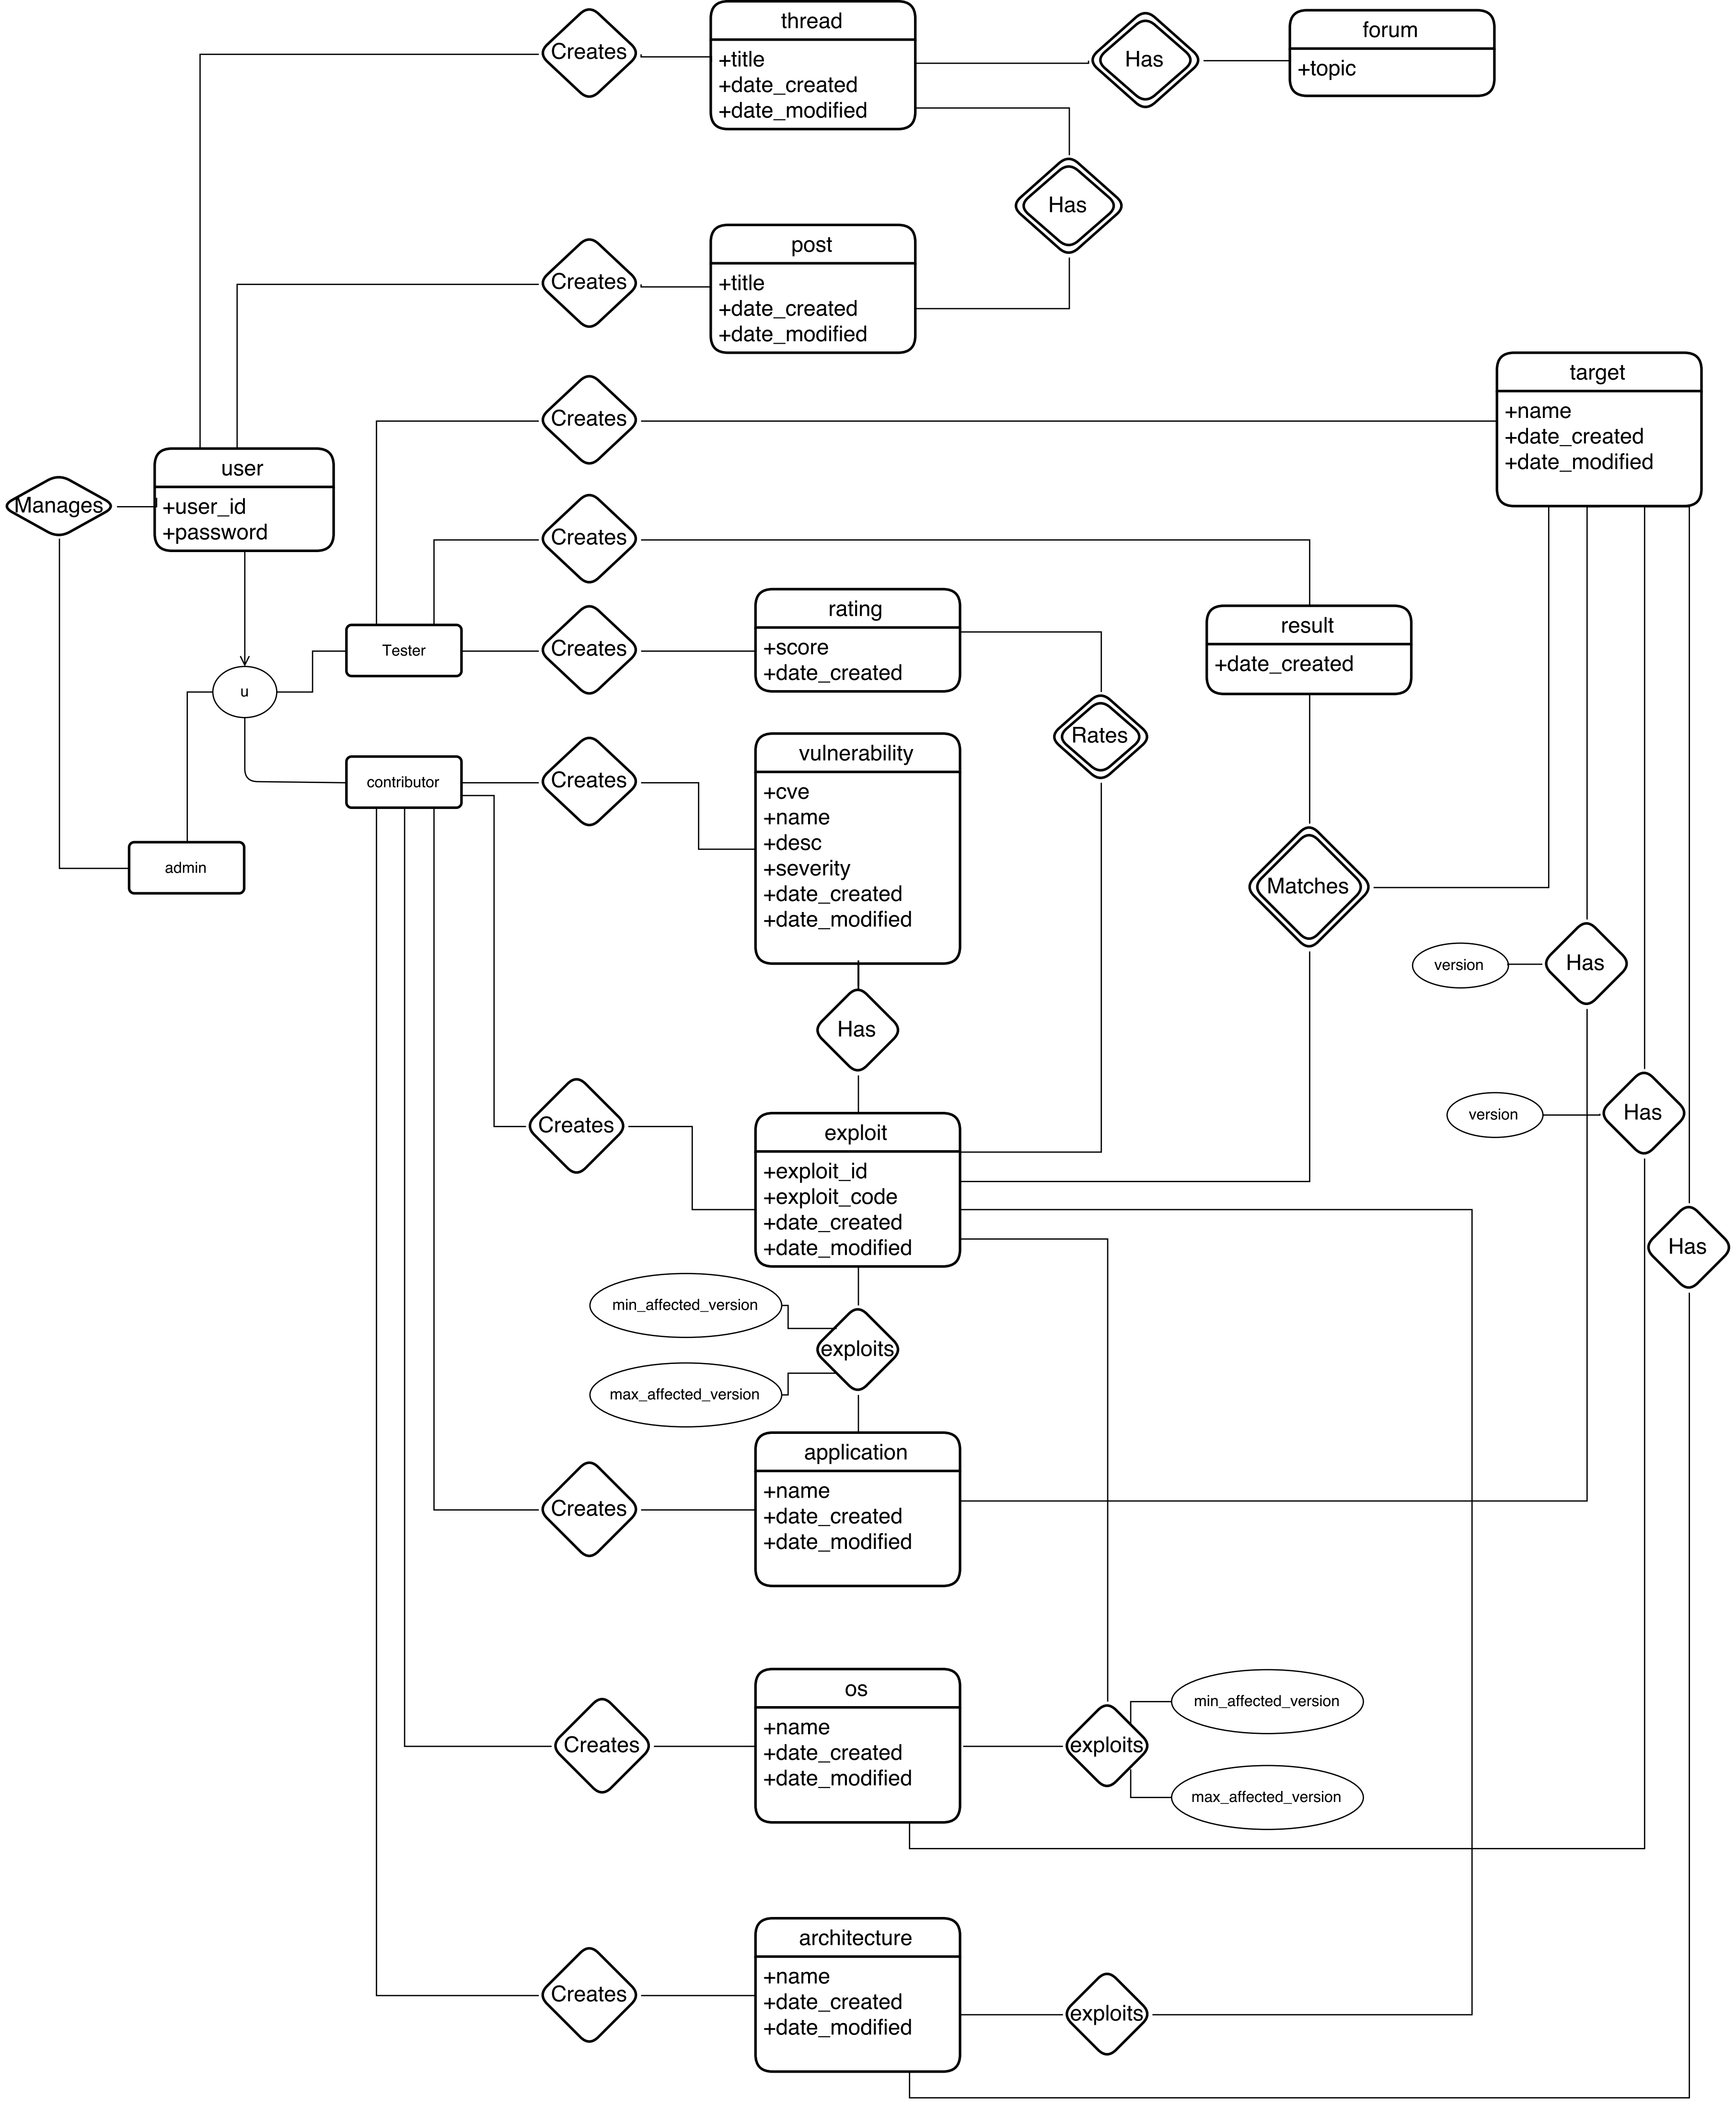 Creates
thread
+title
+date_created
+date_modified
Has
forum
+topic
Has
Creates
post
+title
+date_created
+date_modified
Creates
target
+name
+date_created
+date_modified
Manages
user
+user_id
+password
Creates
Tester
Creates
rating
+score
+date_created
result
+date_created
u
Rates
contributor
Creates
vulnerability
+cve
+name
+desc
+severity
+date_created
+date_modified
admin
Matches
version
Has
Has
version
Has
Creates
exploit
+exploit_id
+exploit_code
+date_created
+date_modified
Has
min_affected_version
exploits
max_affected_version
Creates
application
+name
+date_created
+date_modified
Creates
os
+name
+date_created
+date_modified
exploits
min_affected_version
max_affected_version
Creates
architecture
+name
+date_created
+date_modified
exploits